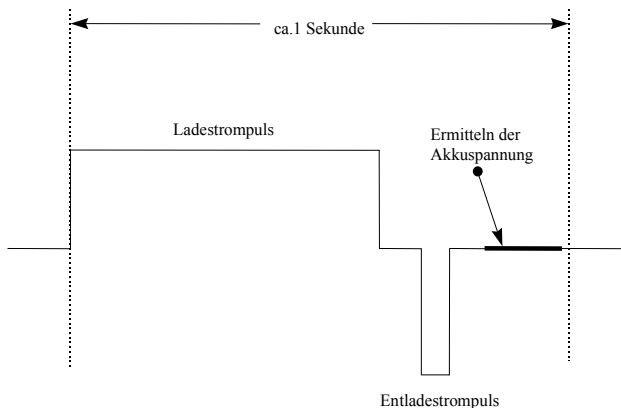 ca.1 Sekunde
Ladestrompuls
Ermitteln der
Akkuspannung
Entladestrompuls